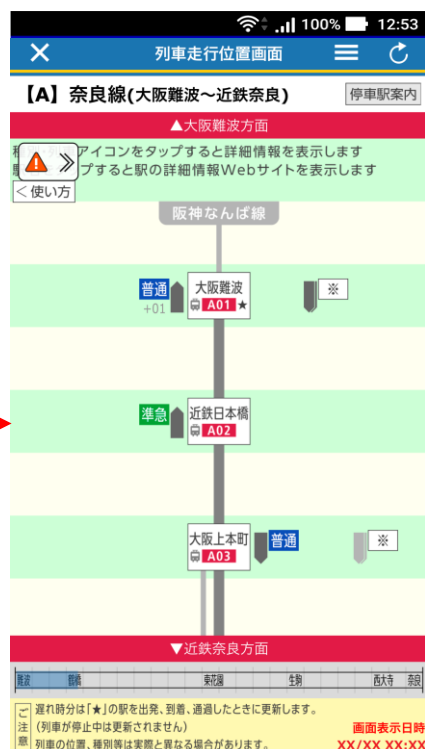 100% 12:53
列車走行位置画面
【A】奈良線(大阪難波～近鉄奈良)
停車駅案内
▲大阪難波方面
アイコンをタップすると詳細情報を表示します
プすると駅の詳細情報Webサイトを表示します
＜使い方
阪神なんば線
普通
+01
大阪難波
A01 ★
※
準急
近鉄日本橋
A02
大阪上本町
A03
普通
※
▼近鉄奈良方面
難波 鶴橋 東花園 生駒 西大寺 奈良
ご注意
遅れ時分は｢★｣の駅を出発、到着、通過したときに更新します。
(列車が停止中は更新されません)
列車の位置、種別等は実際と異なる場合があります。
画面表示日時
XX/XX XX:XX